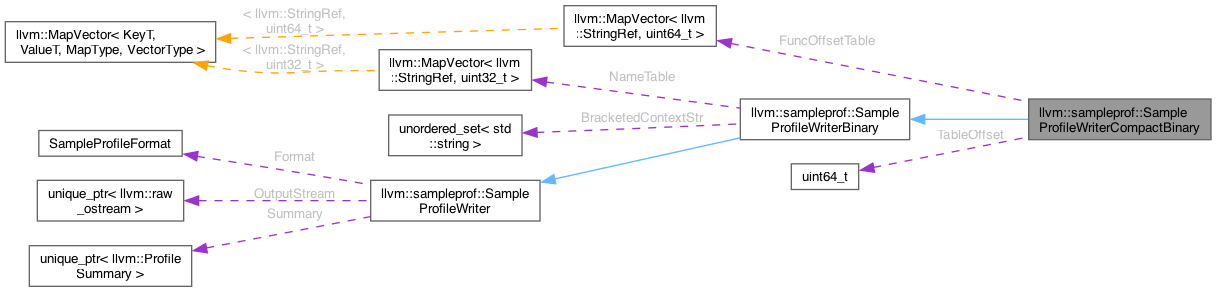 < llvm::StringRef,
uint64_t >
llvm::MapVector< llvm
::StringRef, uint64_t >
llvm::MapVector< KeyT,
ValueT, MapType, VectorType >
FuncOffsetTable
< llvm::StringRef,
uint32_t >
llvm::MapVector< llvm
::StringRef, uint32_t >
NameTable
llvm::sampleprof::Sample
ProfileWriterBinary
llvm::sampleprof::Sample
ProfileWriterCompactBinary
BracketedContextStr
unordered_set< std
::string >
TableOffset
SampleProfileFormat
Format
uint64_t
unique_ptr< llvm::raw
_ostream >
OutputStream
llvm::sampleprof::Sample
ProfileWriter
Summary
unique_ptr< llvm::Profile
Summary >